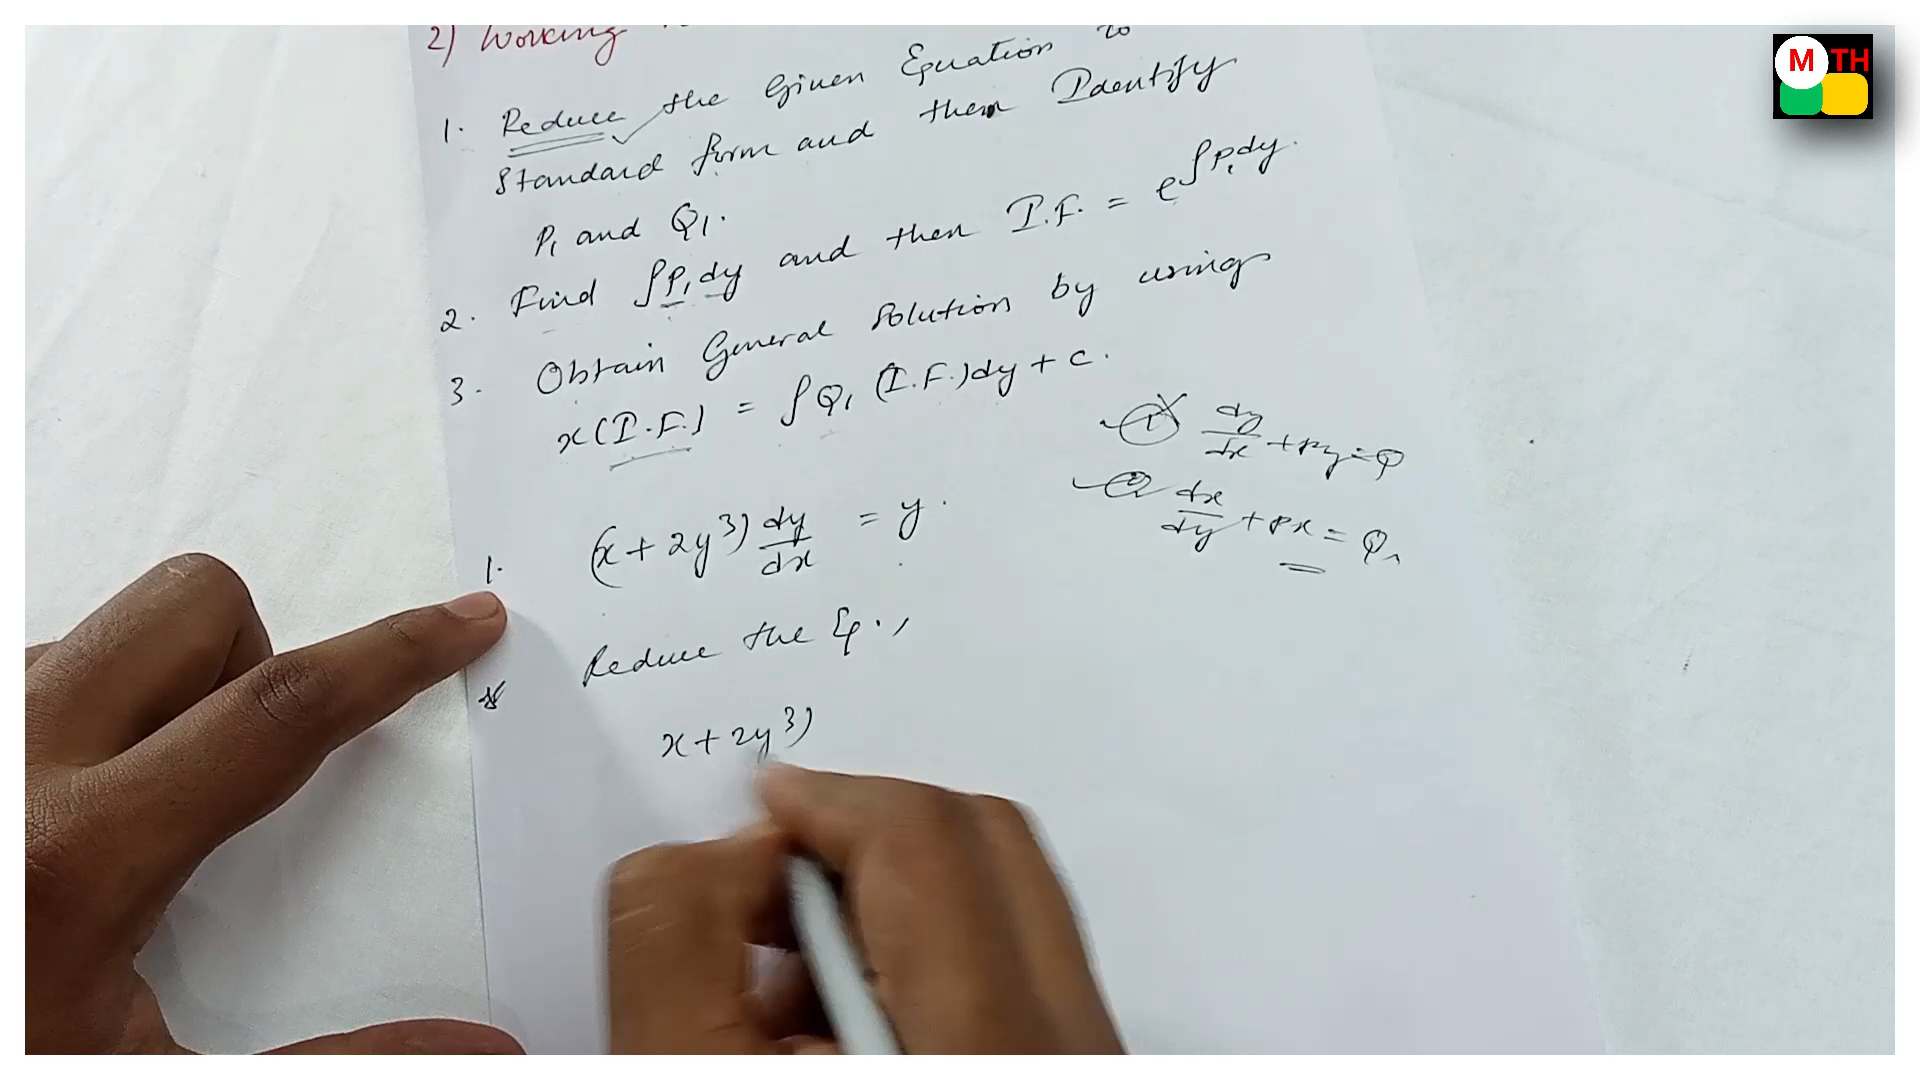 2) Working
1. Reduce the Given Equation to
Standard form and then Identify
P₁ and Q₁.
2. Find ∫P₁dy and then I.F. = e^∫P₁dy.
3. Obtain General Solution by using
x(I.F.) = ∫Q₁ (I.F.)dy + c.
① dy/dx + Py = Q
② dx/dy + Px = Q₁
1. (x + 2y³) dy/dx = y.
Reduce the Eq.,
x + 2y³)
M TH